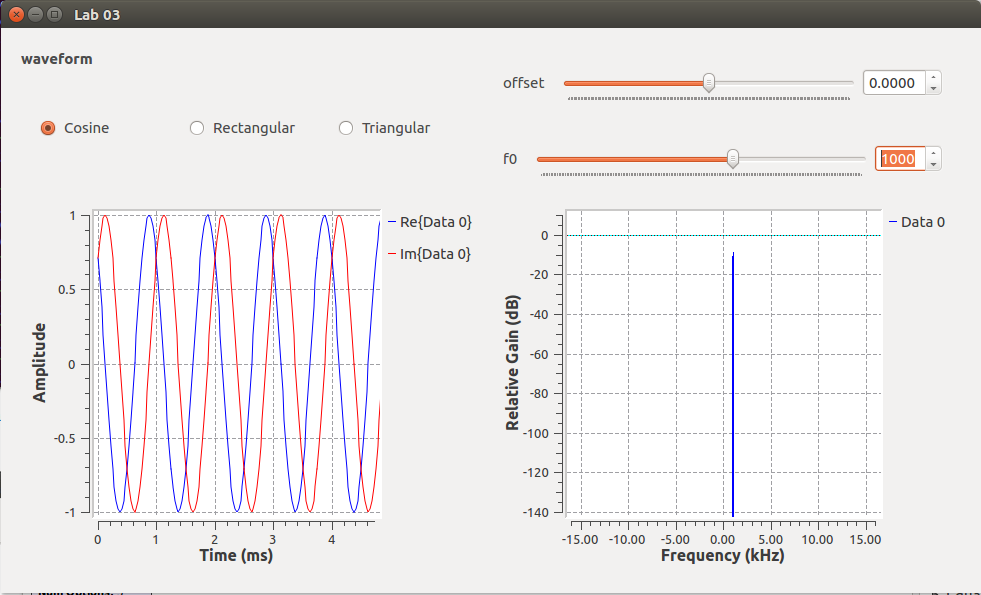 Lab 03
waveform
Cosine Rectangular Triangular
offset 0.0000
f0 1000
Amplitude
1
0.5
0
-0.5
-1
0 1 2 3 4
Time (ms)
Re{Data 0}
Im{Data 0}
Relative Gain (dB)
0
-20
-40
-60
-80
-100
-120
-140
-15.00 -10.00 -5.00 0.00 5.00 10.00 15.00
Frequency (kHz)
Data 0